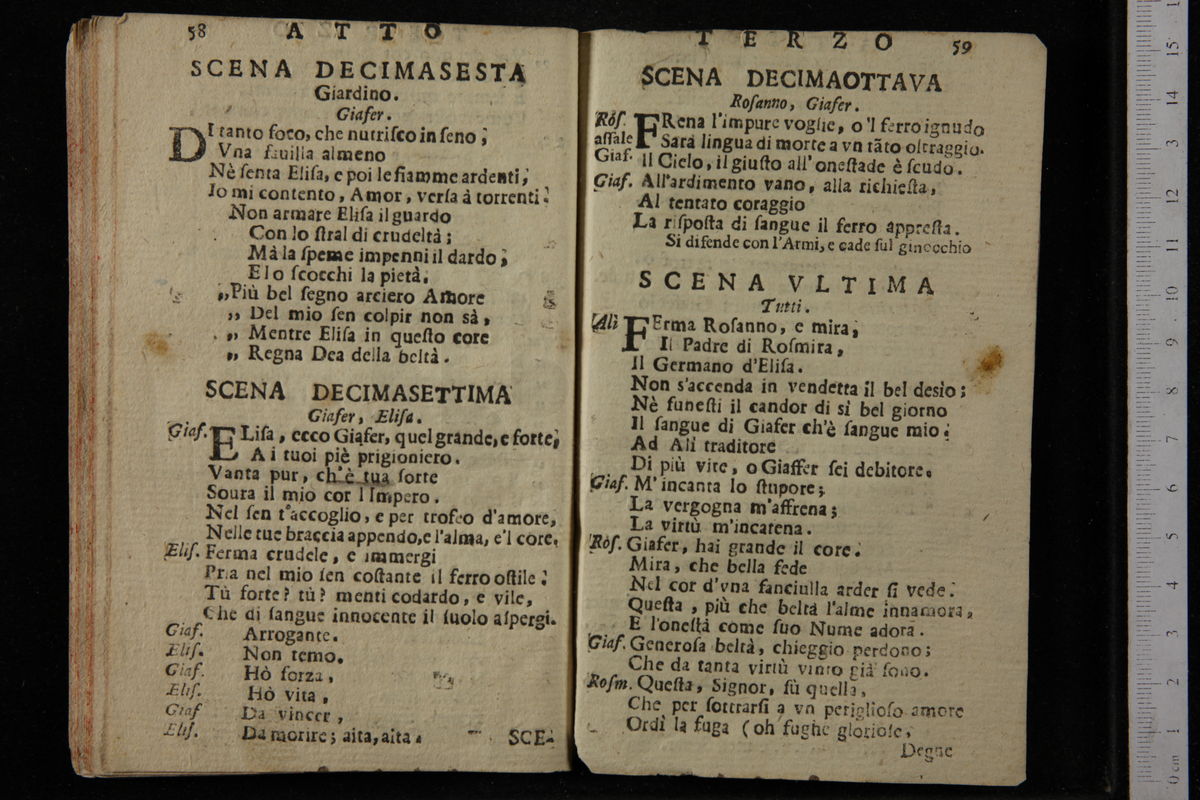 58 ATTO
SCENA DECIMASESTA
Giardino.
Giafer.
DI tanto foco, che nutriſco in ſeno;
Vna fauilla almeno
Nè ſenta Eliſa, e poi le fiamme ardenti,
Io mi contento, Amor, verſa à torrenti.
Non armare Eliſa il guardo
Con lo ſtral di crudeltà;
Mà la ſpeme impenni il dardo;
E lo ſcocchi la pietà.
„Più bel ſegno arciero Amore
„ Del mio ſen colpir non sà,
„ Mentre Eliſa in queſto core
„ Regna Dea della beltà.
SCENA DECIMASETTIMA
Giafer, Eliſa.
Giaf. ELiſa, ecco Giafer, quel grande, e forte,
A i tuoi piè prigioniero.
Vanta pur, ch'è tua ſorte
Soura il mio cor l'Impero.
Nel ſen t'accoglio, e per trofeo d'amore,
Nelle tue braccia appendo, e l'alma, e'l core.
Eliſ. Ferma crudele, e immergi
Pria nel mio ſen coſtante il ferro oſtile.
Tù forte? tù? menti codardo, e vile,
Che di ſangue innocente il ſuolo aſpergi.
Giaf. Arrogante.
Eliſ. Non temo.
Giaf. Hò forza,
Eliſ. Hò vita,
Giaf Da vincer,
Eliſ. Da morire; aita, aita.
SCE-
TERZO 59
SCENA DECIMAOTTAVA
Roſanno, Giafer.
Roſ. FRena l'impure voglie, o 'l ferro ignudo
aſſale Sarà lingua di morte a vn tãto oltraggio.
Giaf. Il Cielo, il giuſto all' oneſtade è ſcudo.
Giaf. All'ardimento vano, alla richieſta,
Al tentato coraggio
La riſpoſta di ſangue il ferro appreſta.
Si difende con l'Armi, e cade ſul ginocchio
SCENA VLTIMA
Tutti.
Alì FErma Roſanno, e mira,
Il Padre di Roſmira,
Il Germano d'Eliſa.
Non s'accenda in vendetta il bel desìo;
Nè funeſti il candor di sì bel giorno
Il ſangue di Giafer ch'è ſangue mio.
Ad Alì traditore
Di più vite, o Giaffer ſei debitore.
Giaf. M'incanta lo ſtupore;
La vergogna m'affrena;
La virtù m'incatena.
Ròſ. Giafer, hai grande il core.
Mira, che bella fede
Nel cor d'vna fanciulla arder ſi vede.
Queſta, più che beltà l'alme innamora,
E l'oneſtà come ſuo Nume adora.
Giaf. Generoſa beltà, chieggio perdono;
Che da tanta virtù vinto già ſono.
Roſm. Queſta, Signor, fù quella,
Che per ſottrarſi a vn periglioſo amore
Ordì la fuga (oh fughe glorioſe,
Degne